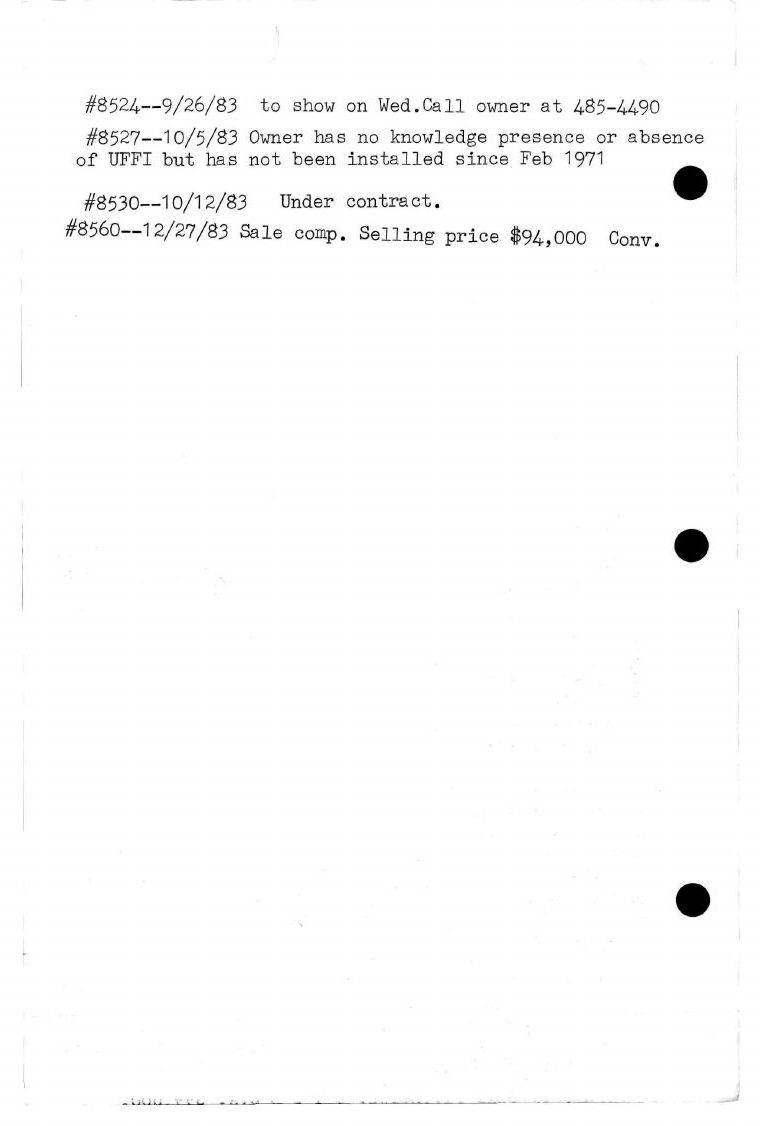 #8524--9/26/83  to show on Wed.Call owner at 485-4490
#8527--10/5/83 Owner has no knowledge presence or absence
of UFFI but has not been installed since Feb 1971
#8530--10/12/83   Under contract.
#8560--12/27/83 Sale comp. Selling price $94,000  Conv.